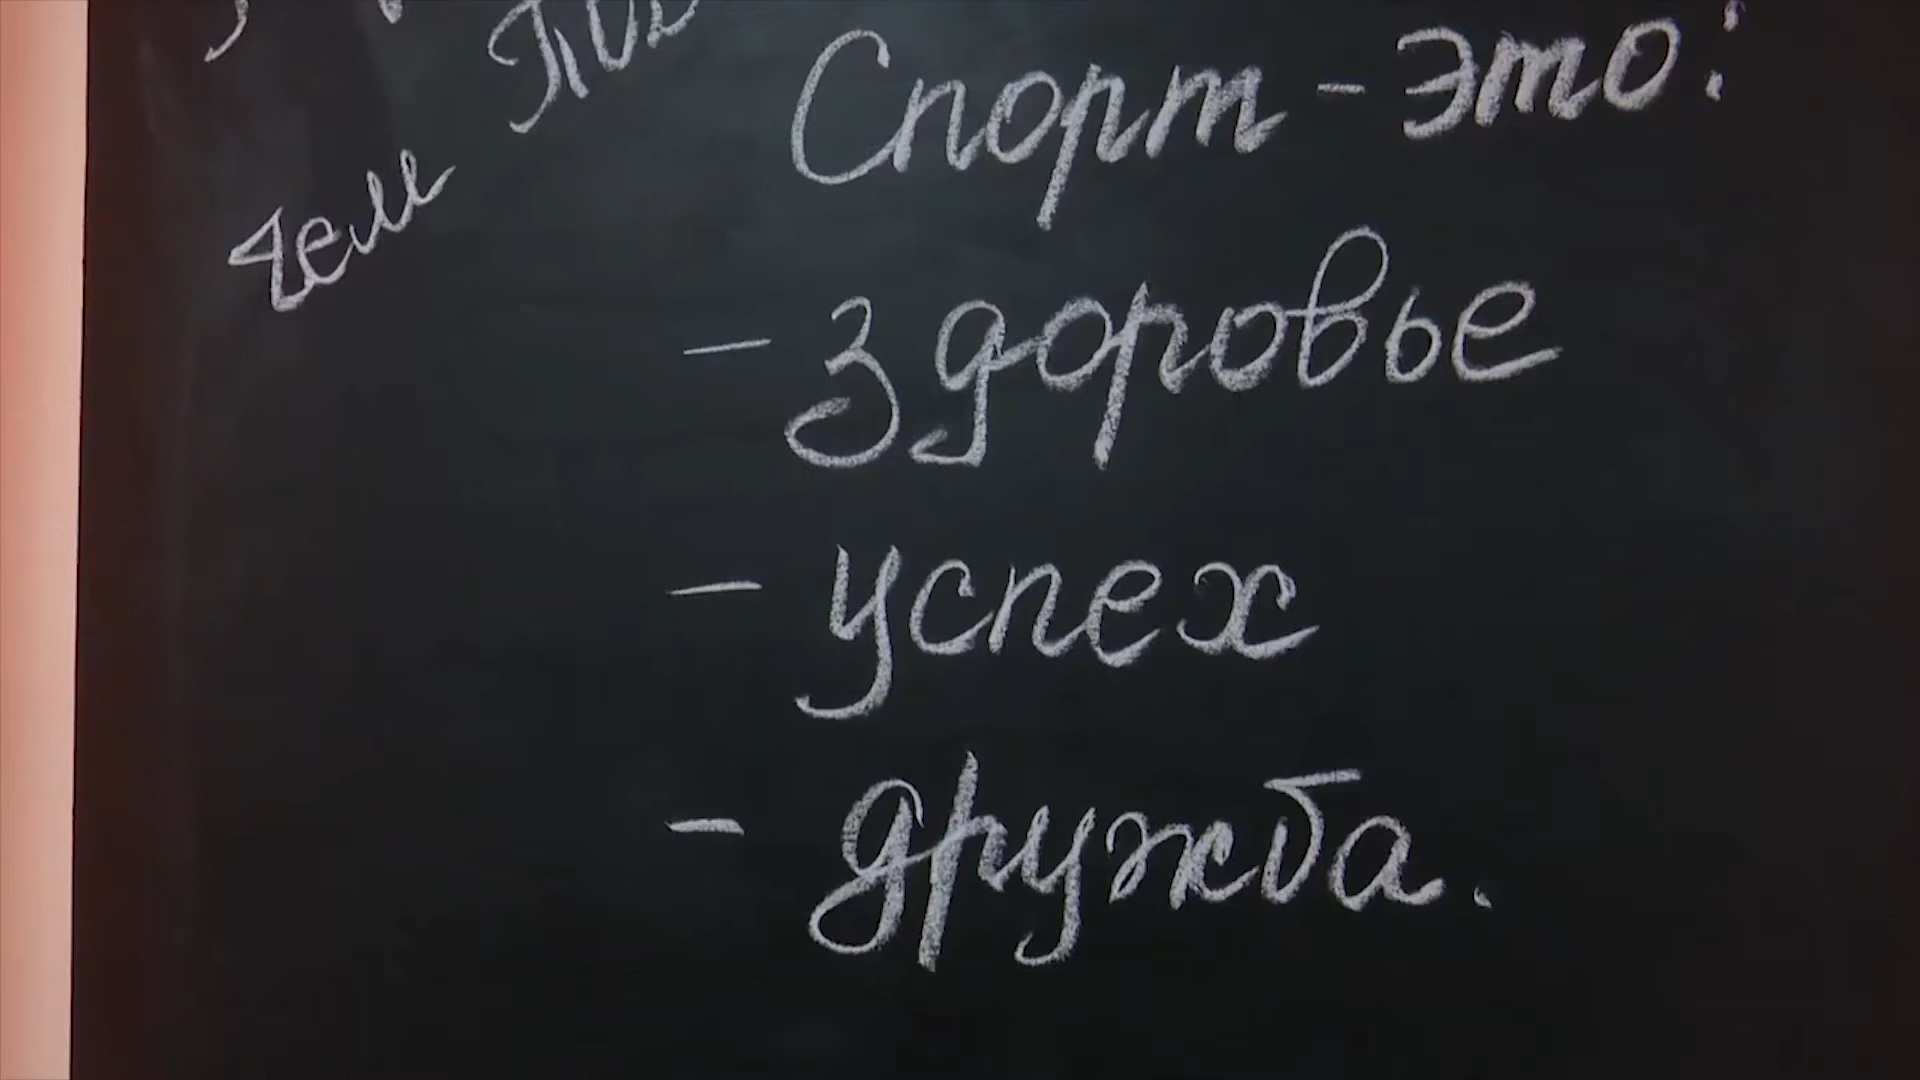 Спорт - это:
- здоровье
- успех
- дружба.